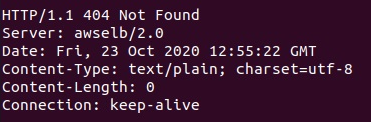 HTTP/1.1 404 Not Found
Server: awselb/2.0
Date: Fri, 23 Oct 2020 12:55:22 GMT
Content-Type: text/plain; charset=utf-8
Content-Length: 0
Connection: keep-alive